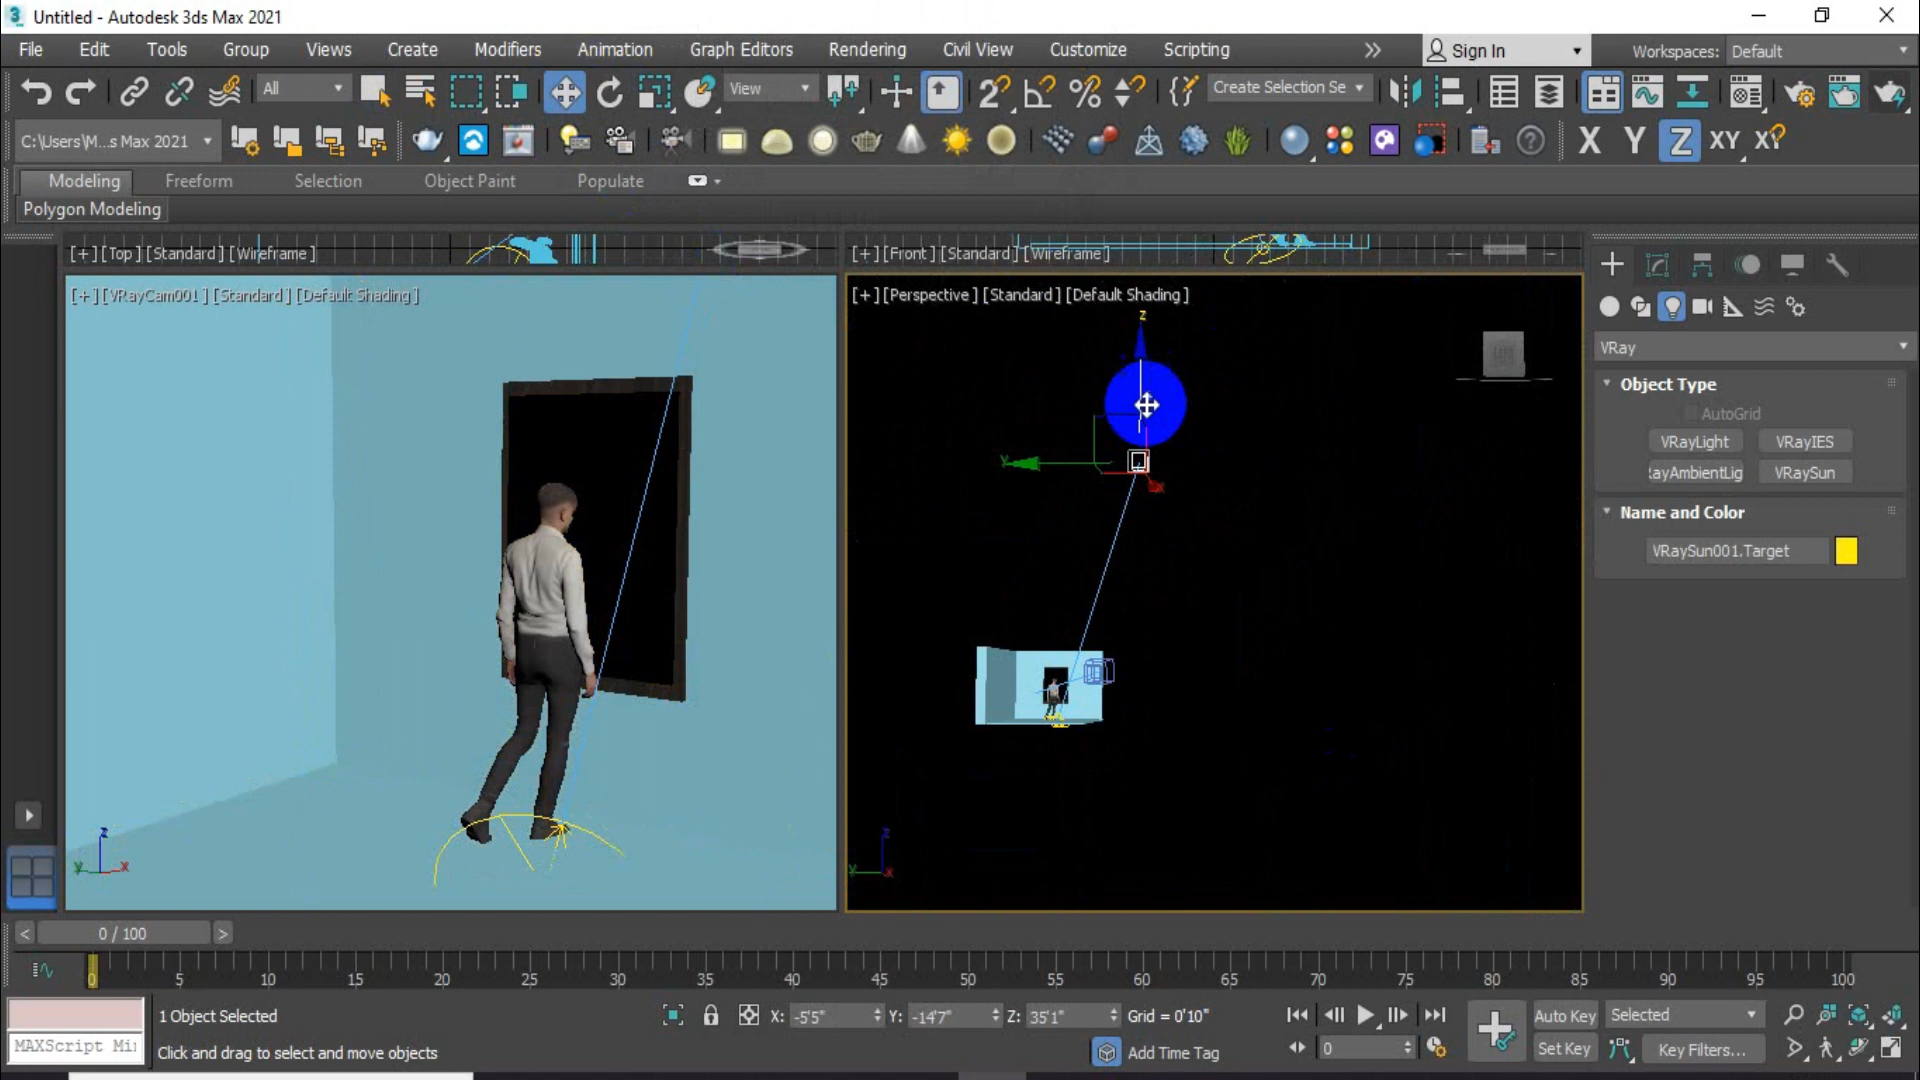 Untitled - Autodesk 3ds Max 2021
File Edit Tools Group Views Create Modifiers Animation Graph Editors Rendering Civil View Customize Scripting Sign In Workspaces: Default
All View Create Selection Se
C:\Users\M...s Max 2021 X Y Z XY XY
Modeling Freeform Selection Object Paint Populate
Polygon Modeling
[+][Top][Standard][Wireframe] [+][Front][Standard][Wireframe]
[+][VRayCam001][Standard][Default Shading] [+][Perspective][Standard][Default Shading]
z
y
x
z
y x
z
y x
VRay
Object Type
AutoGrid
VRayLight VRayIES
RayAmbientLig VRaySun
Name and Color
VRaySun001.Target
< 0 / 100 >
0 5 10 15 20 25 30 35 40 45 50 55 60 65 70 75 80 85 90 95 100
1 Object Selected X: -5'5" Y: -14'7" Z: 35'1" Grid = 0'10" Auto Key Selected
MAXScript Mi Click and drag to select and move objects Add Time Tag 0 Set Key Key Filters...